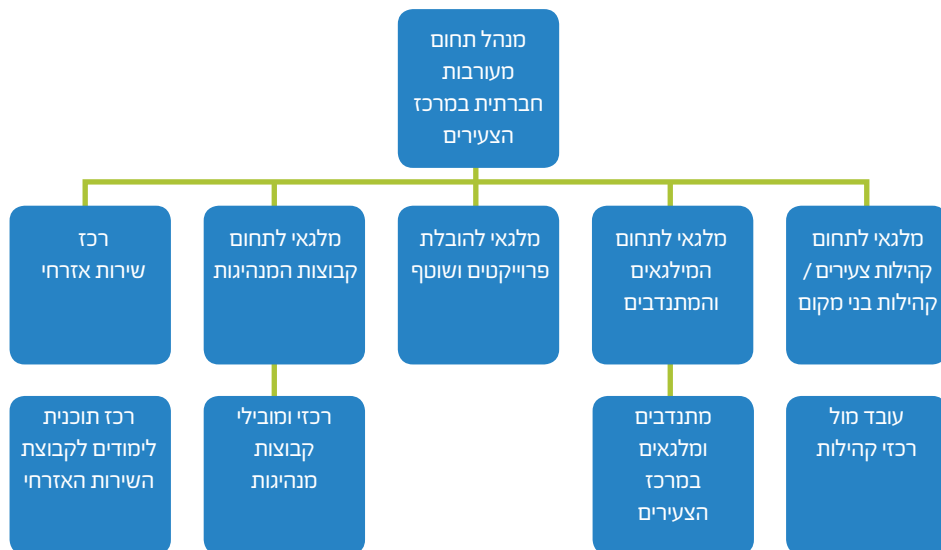 מנהל תחום
מעורבות
חברתית במרכז
הצעירים
מלגאי לתחום
קהילות צעירים /
קהילות בני מקום
מלגאי לתחום
המילגאים
והמתנדבים
מלגאי להובלת
פרוייקטים ושוטף
מלגאי לתחום
קבוצות המנהיגות
רכז
שירות אזרחי
עובד מול
רכזי קהילות
מתנדבים
ומלגאים
במרכז
הצעירים
רכזי ומובילי
קבוצות
מנהיגות
רכז תוכנית
לימודים לקבוצת
השירות האזרחי